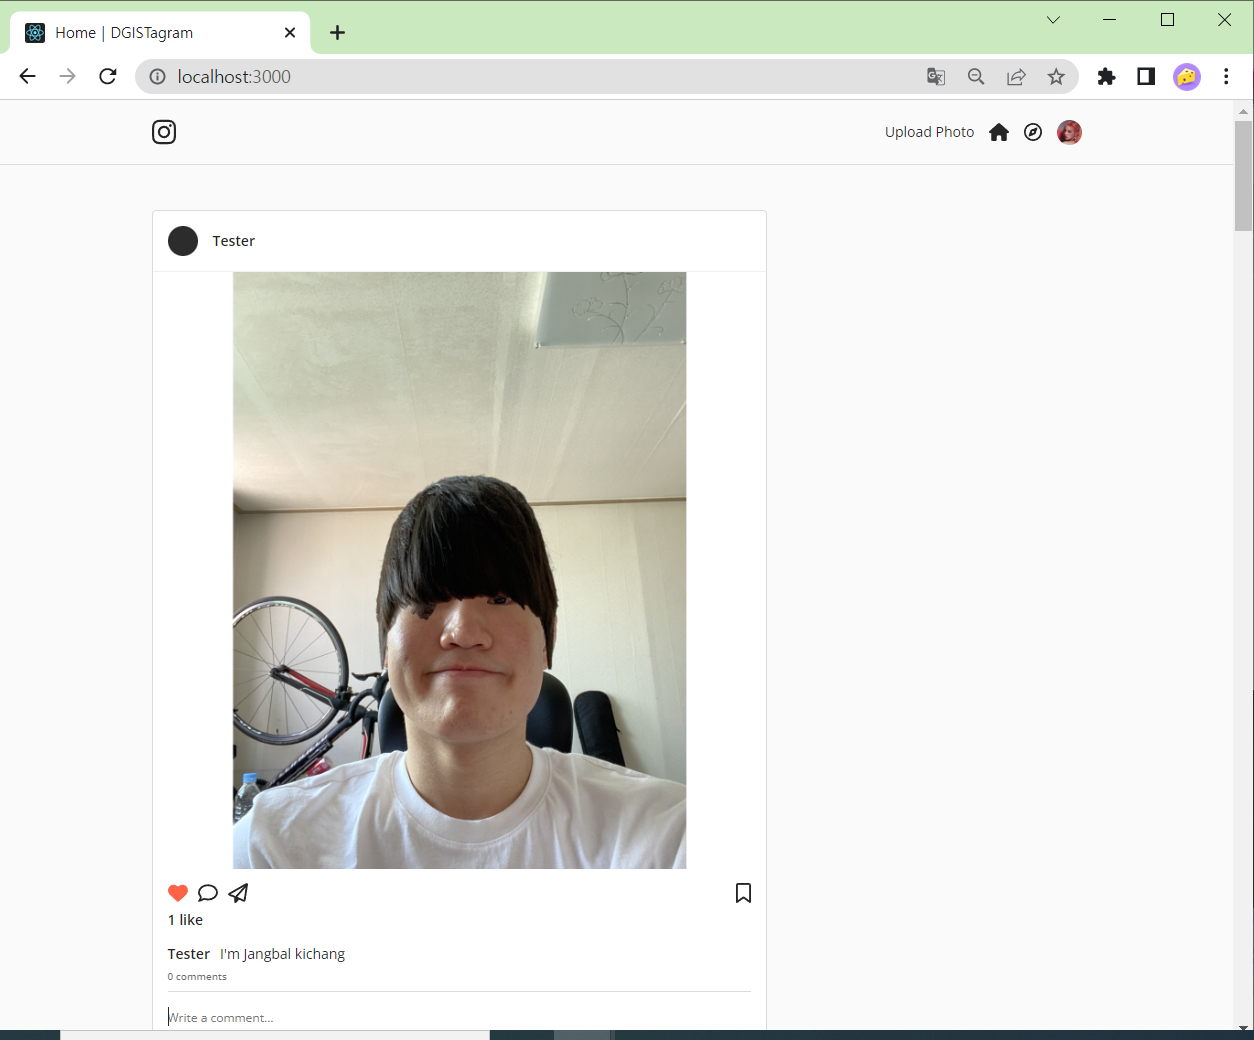 Home | DGISTagram
localhost:3000
Upload Photo
Tester
1 like
Tester I'm Jangbal kichang
0 comments
Write a comment...